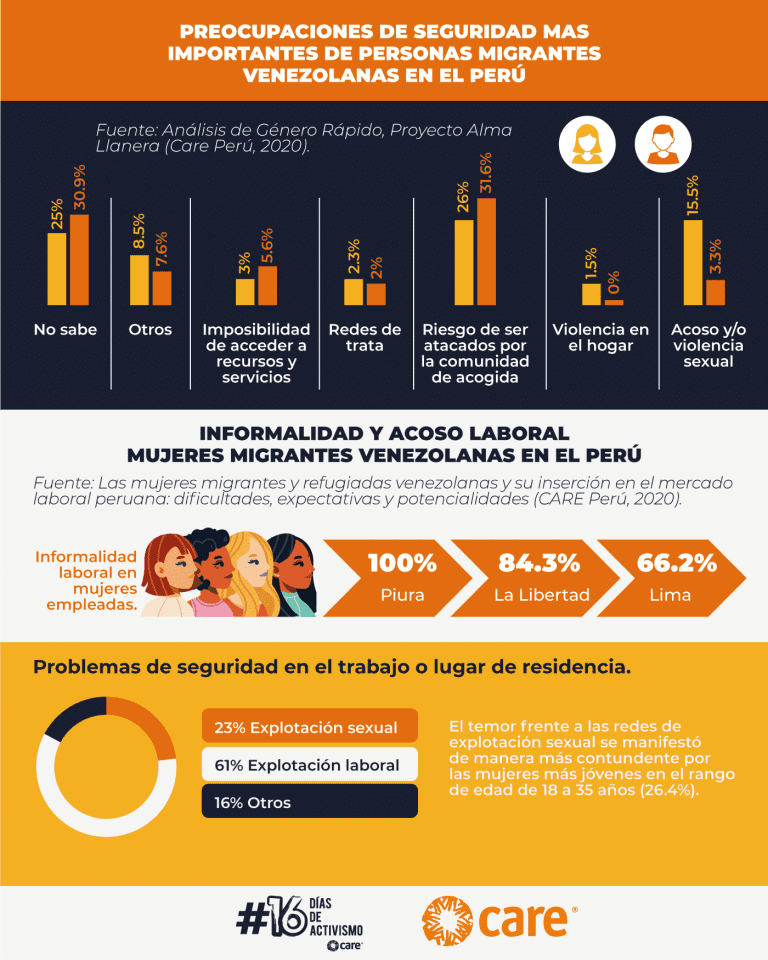 PREOCUPACIONES DE SEGURIDAD MAS
IMPORTANTES DE PERSONAS MIGRANTES
VENEZOLANAS EN EL PERÚ
Fuente: Análisis de Género Rápido, Proyecto Alma
Llanera (Care Perú, 2020).
25%
30.9%
No sabe
8.5%
7.6%
Otros
3%
5.6%
Imposibilidad
de acceder a
recursos y
servicios
2.3%
2%
Redes de
trata
26%
31.6%
Riesgo de ser
atacados por
la comunidad
de acogida
1.5%
0%
Violencia en
el hogar
15.5%
3.3%
Acoso y/o
violencia
sexual
INFORMALIDAD Y ACOSO LABORAL
MUJERES MIGRANTES VENEZOLANAS EN EL PERÚ
Fuente: Las mujeres migrantes y refugiadas venezolanas y su inserción en el mercado
laboral peruana: dificultades, expectativas y potencialidades (CARE Perú, 2020).
Informalidad
laboral en
mujeres
empleadas.
100%
Piura
84.3%
La Libertad
66.2%
Lima
Problemas de seguridad en el trabajo o lugar de residencia.
23% Explotación sexual
61% Explotación laboral
16% Otros
El temor frente a las redes de
explotación sexual se manifestó
de manera más contundente por
las mujeres más jóvenes en el rango
de edad de 18 a 35 años (26.4%).
#16 DÍAS
DE
ACTIVISMO
care
care®